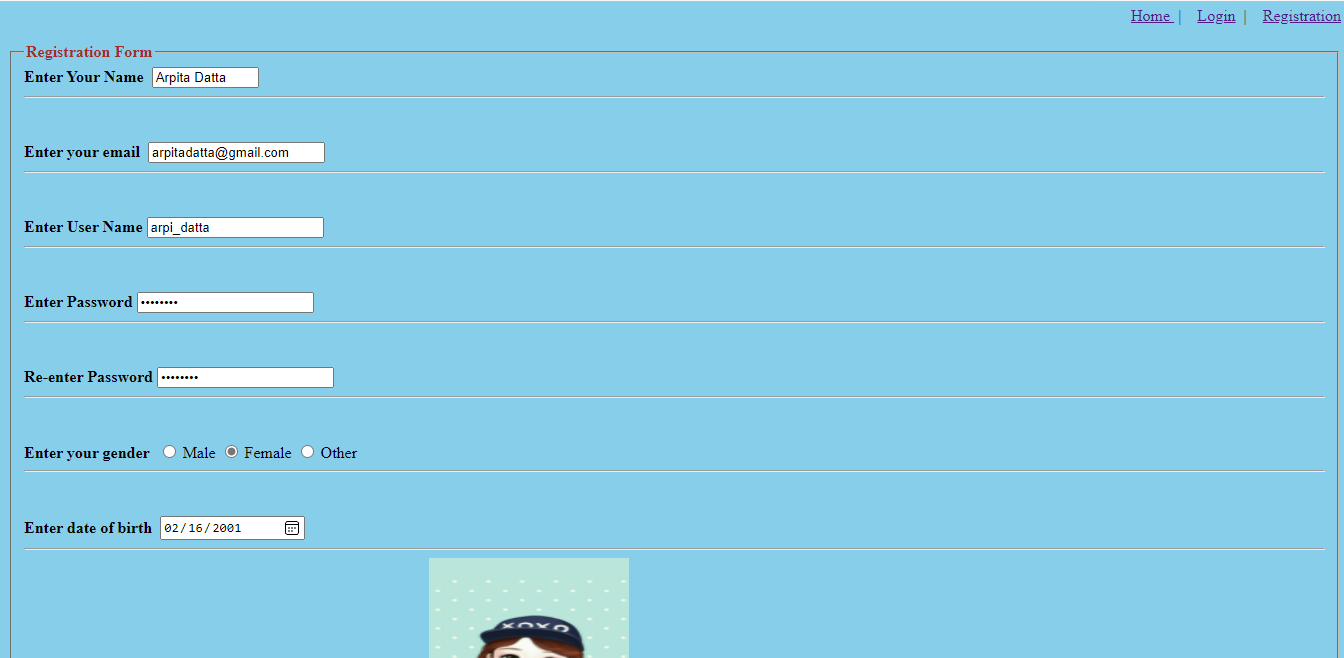 Home | Login | Registration
Registration Form
Enter Your Name Arpita Datta
Enter your email arpitadatta@gmail.com
Enter User Name arpi_datta
Enter Password ••••••••
Re-enter Password ••••••••
Enter your gender Male Female Other
Enter date of birth 02/16/2001
XOXO